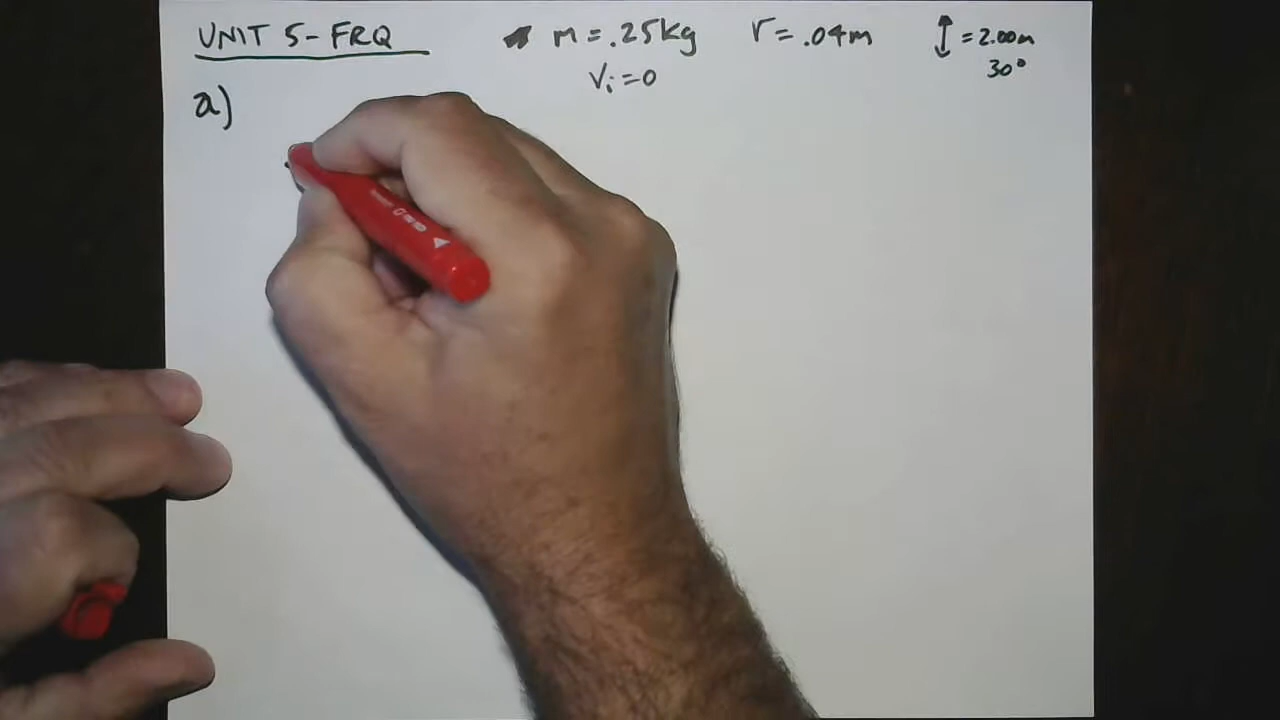 UNIT 5-FRQ
m = .25kg r = .04m ↕ = 2.00m
Vi = 0 30°
a)